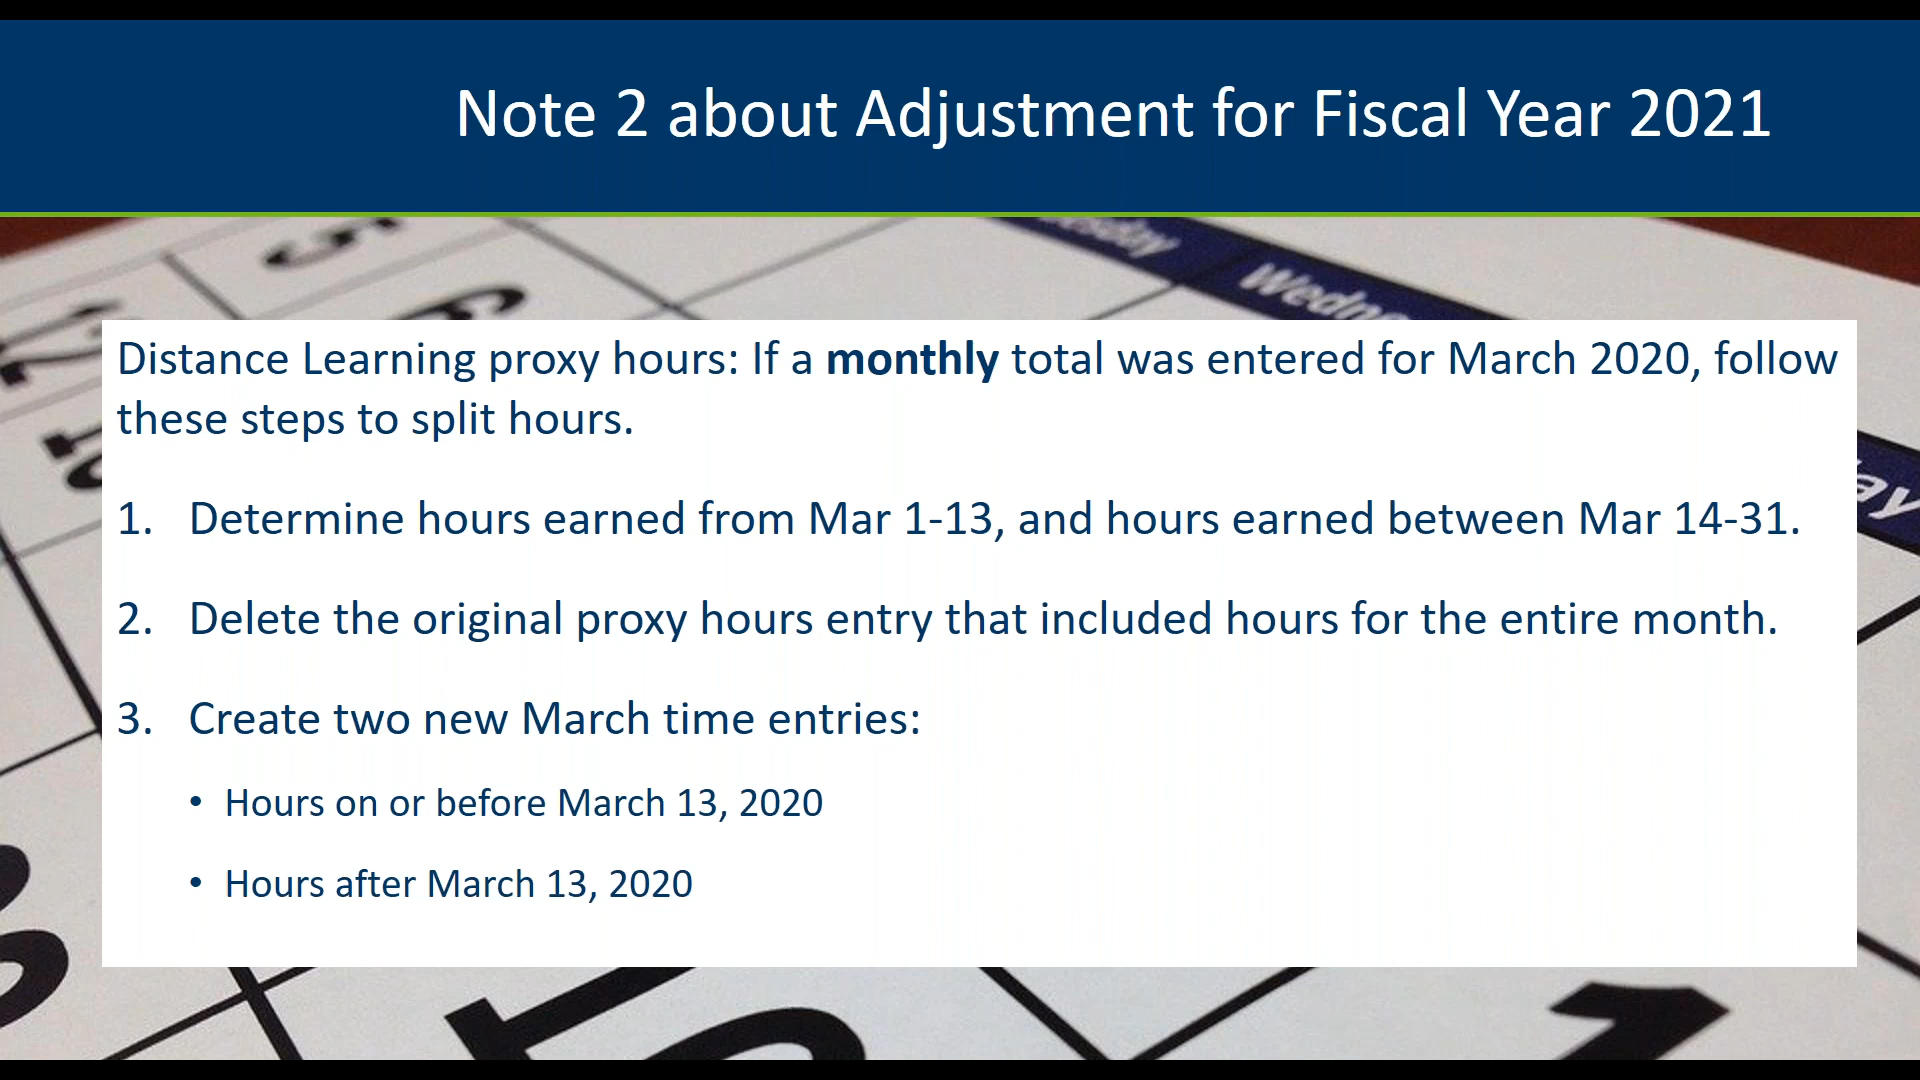 Note 2 about Adjustment for Fiscal Year 2021
Distance Learning proxy hours: If a monthly total was entered for March 2020, follow
these steps to split hours.
1. Determine hours earned from Mar 1-13, and hours earned between Mar 14-31.
2. Delete the original proxy hours entry that included hours for the entire month.
3. Create two new March time entries:
• Hours on or before March 13, 2020
• Hours after March 13, 2020